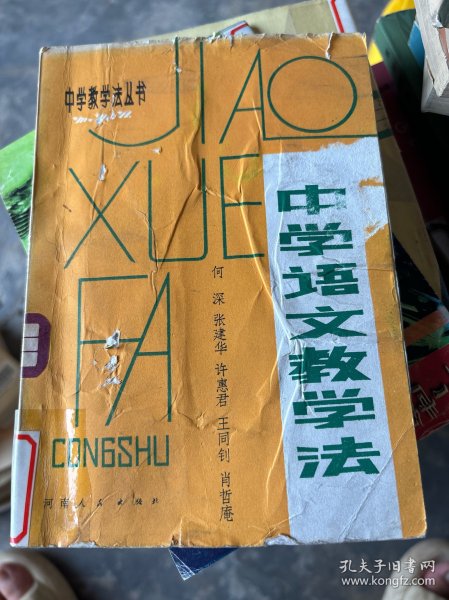 中学教学法丛书
JIAO
XUE
FA
CONGSHU
中学语文教学法
何深 张建华 许惠君 王同钊 肖哲庵
河南人民出版社
孔夫子旧书网
www.kongfz.com